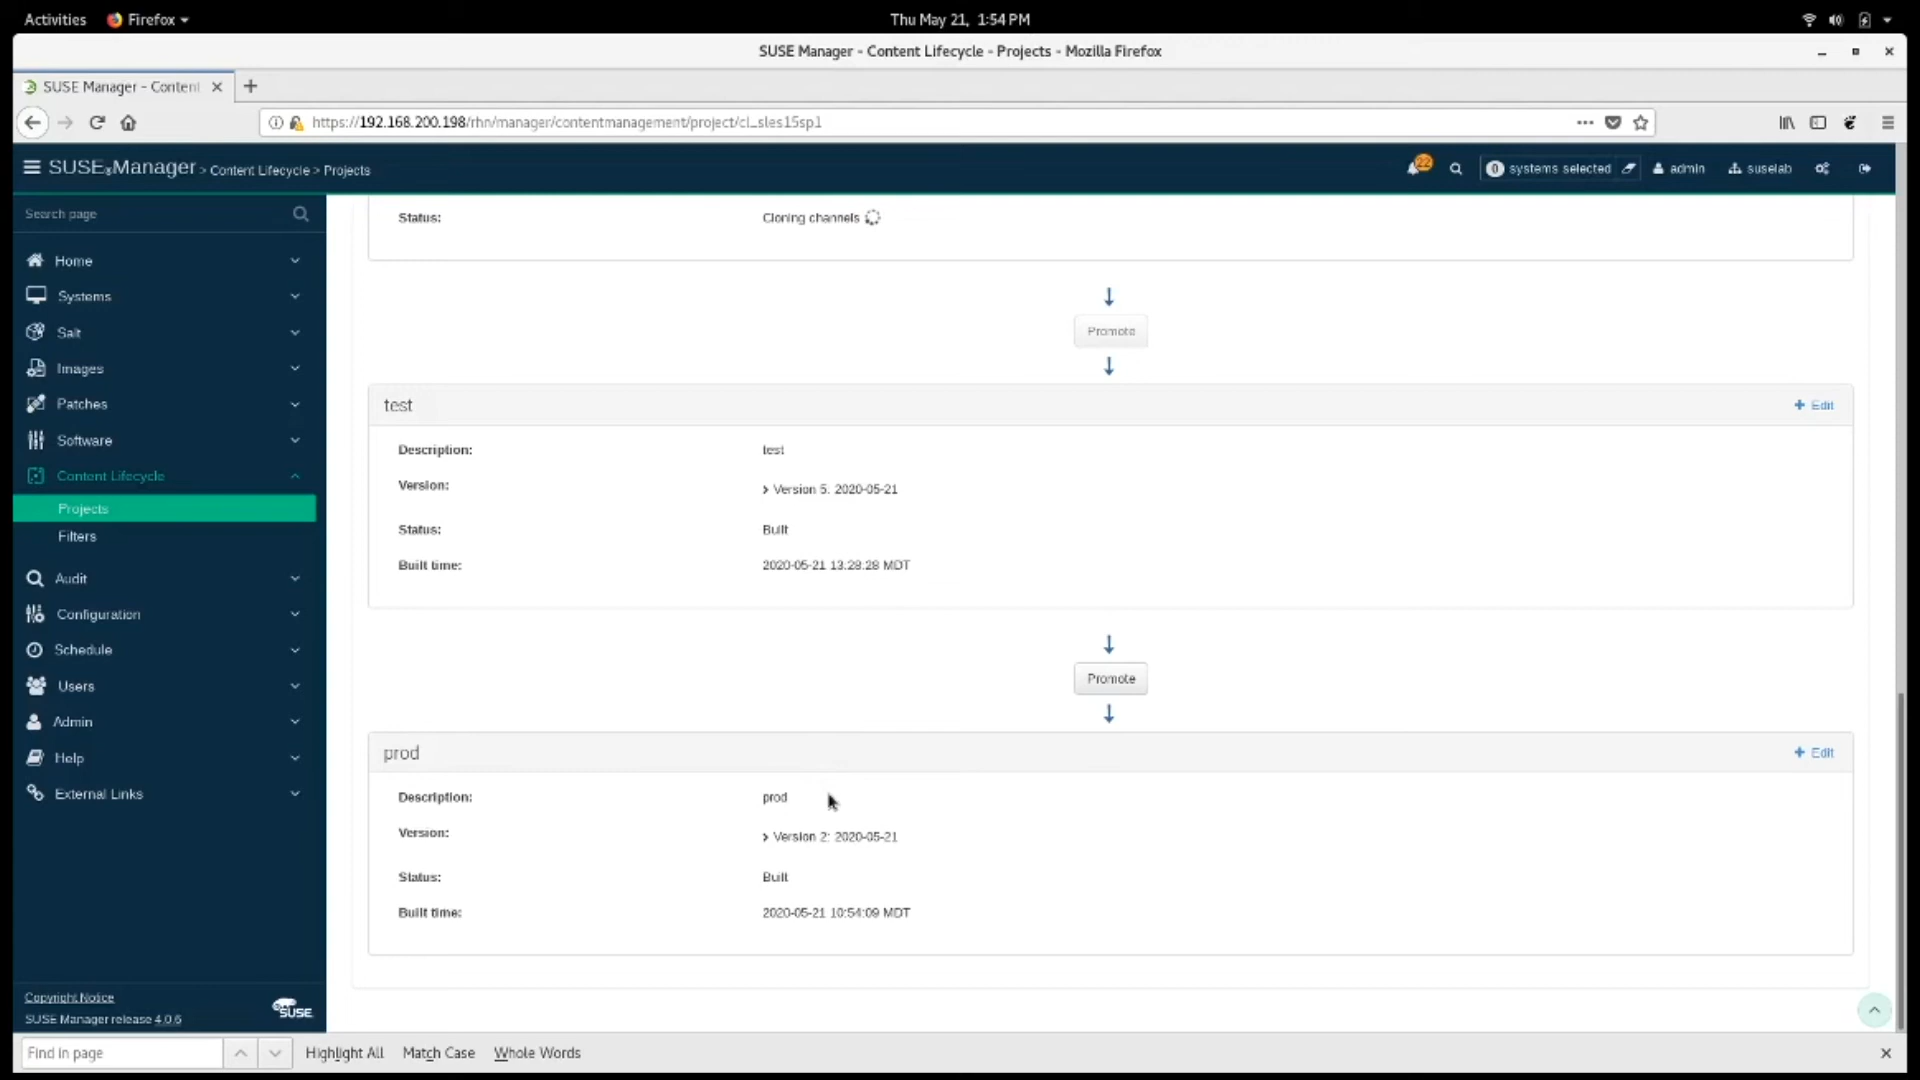 Activities Firefox Thu May 21, 1:54 PM
SUSE Manager - Content Lifecycle - Projects - Mozilla Firefox
SUSE Manager - Content
https://192.168.200.198/rhn/manager/contentmanagement/project/cl_sles15sp1
SUSE Manager > Content Lifecycle > Projects 22 0 systems selected admin suselab
Search page
Home
Systems
Salt
Images
Patches
Software
Content Lifecycle
Projects
Filters
Audit
Configuration
Schedule
Users
Admin
Help
External Links
Copyright Notice
SUSE Manager release 4.0.6
SUSE
Status: Cloning channels
Promote
test + Edit
Description: test
Version: Version 5: 2020-05-21
Status: Built
Built time: 2020-05-21 13:28:28 MDT
Promote
prod + Edit
Description: prod
Version: Version 2: 2020-05-21
Status: Built
Built time: 2020-05-21 10:54:09 MDT
Find in page Highlight All Match Case Whole Words